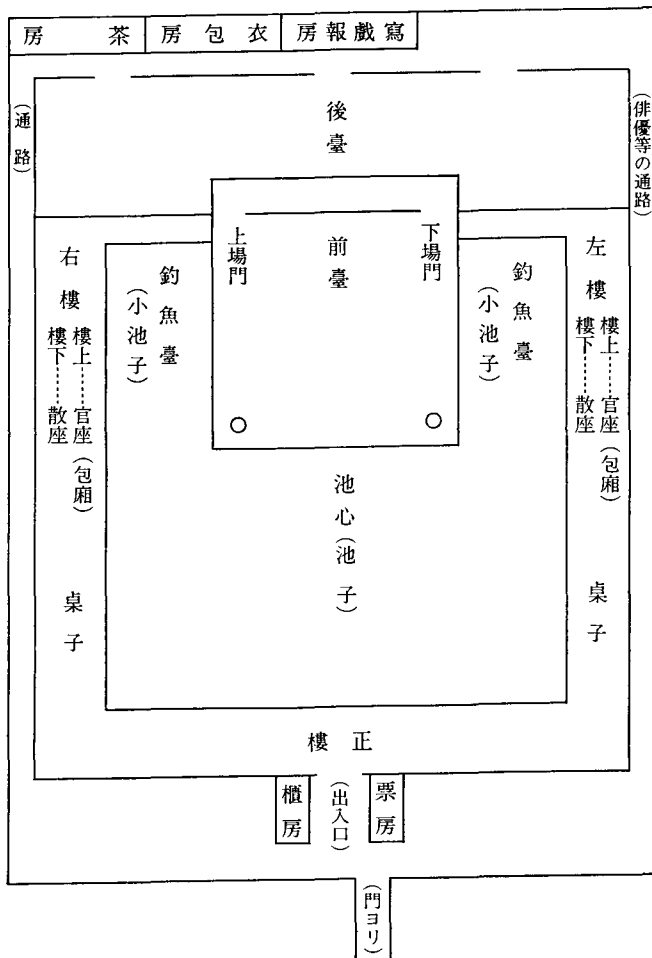 寫戲報房
衣包房
茶房
(俳優等の通路)
後臺
(通路)
下場門
前臺
上場門
左樓
樓上……官座(包廂)
樓下……散座
桌子
釣魚臺
(小池子)
釣魚臺
(小池子)
右樓
樓上……官座(包廂)
樓下……散座
桌子
池心(池子)
正樓
票房
(出入口)
櫃房
(門ヨリ)